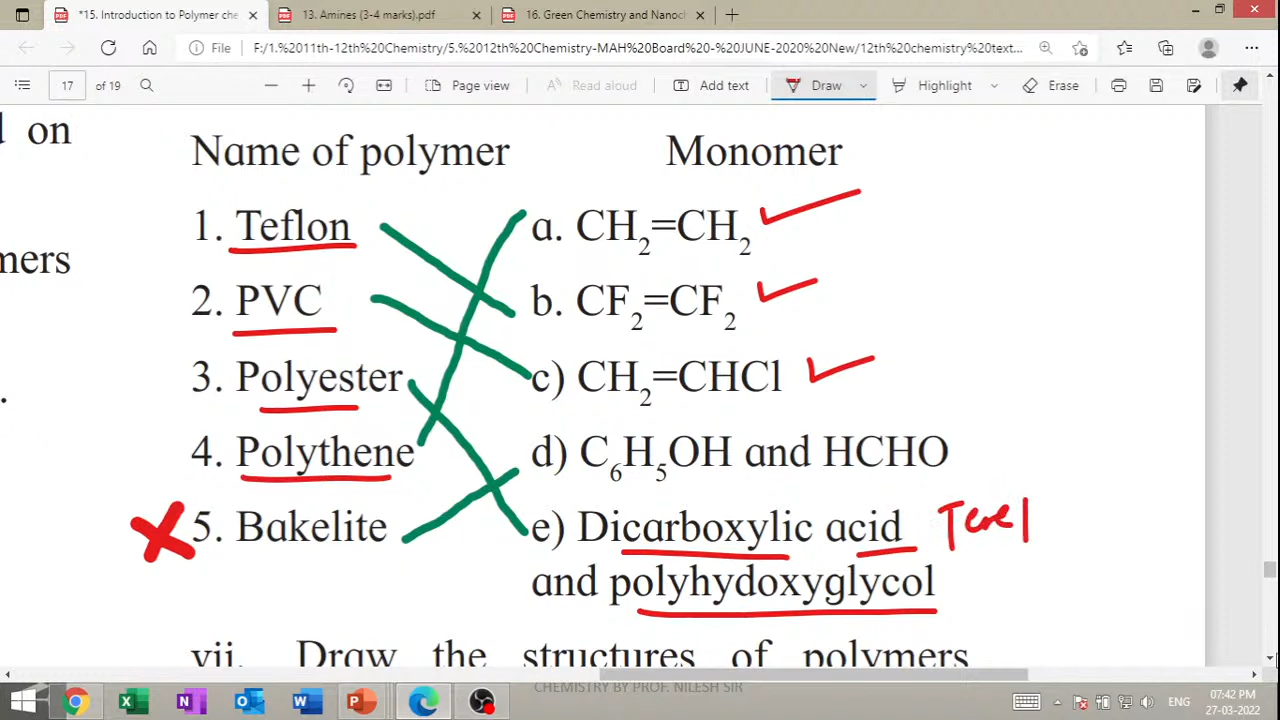 *15. Introduction to Polymer che
13. Amines (3-4 marks).pdf
16. Green Chemistry and Nanoch
File F:/1.%2011th-12th%20Chemistry/5.%2012th%20Chemistry-MAH%20Board%20-%20JUNE-2020%20New/12th%20chemistry%20text...
17 of 19 Page view Read aloud Add text Draw Highlight Erase
d on
mers
Name of polymer Monomer
1. Teflon a. CH₂=CH₂
2. PVC b. CF₂=CF₂
3. Polyester c) CH₂=CHCl
4. Polythene d) C₆H₅OH and HCHO
5. Bakelite e) Dicarboxylic acid
and polyhydoxyglycol
vii. Draw the structures of polymers
CHEMISTRY BY PROF. NILESH SIR
ENG 07:42 PM
27-03-2022